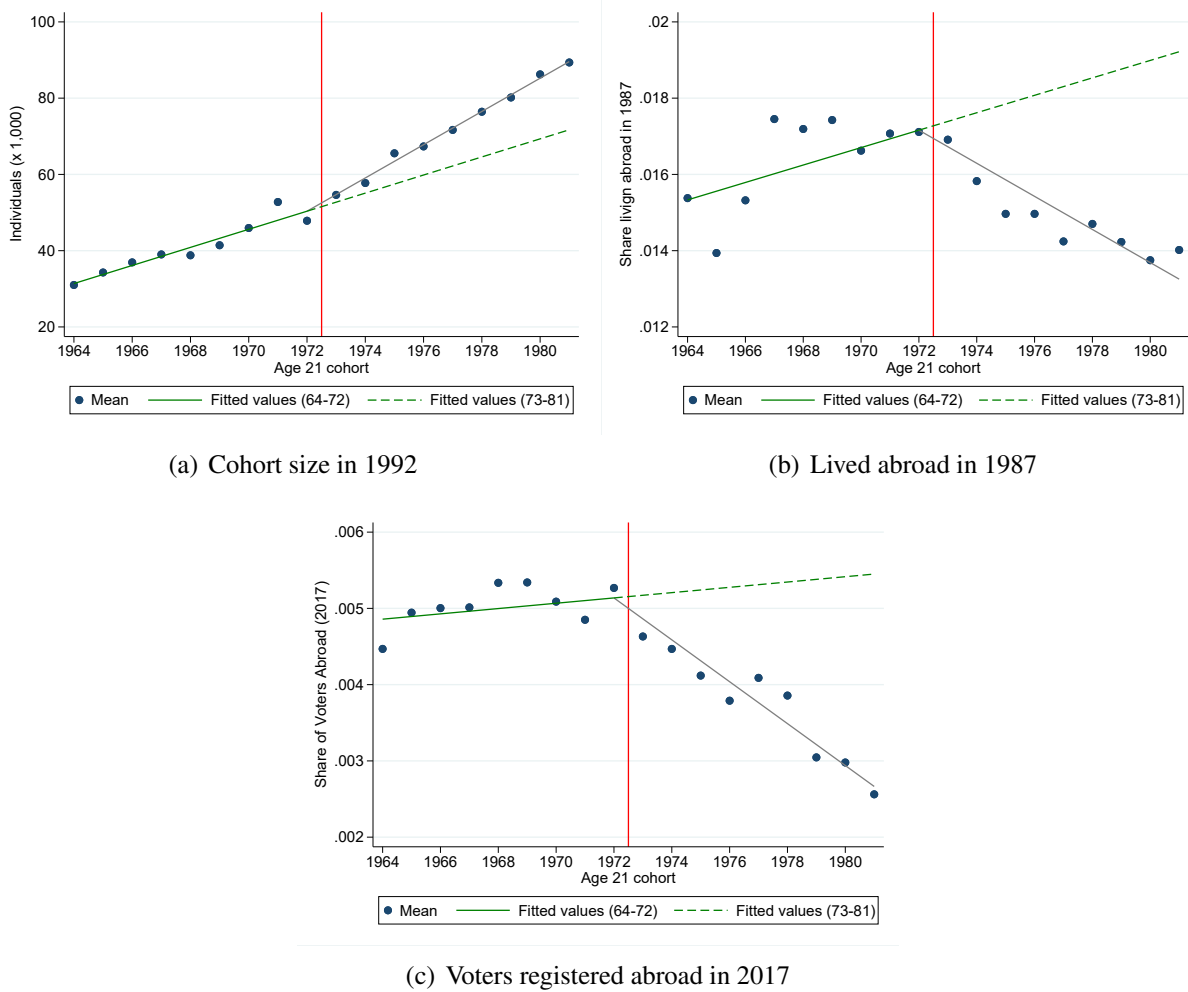 100
80
60
40
20
Individuals (x 1,000)
1964 1966 1968 1970 1972 1974 1976 1978 1980
Age 21 cohort
Mean Fitted values (64-72) Fitted values (73-81)
(a) Cohort size in 1992
.02
.018
.016
.014
.012
Share livign abroad in 1987
1964 1966 1968 1970 1972 1974 1976 1978 1980
Age 21 cohort
Mean Fitted values (64-72) Fitted values (73-81)
(b) Lived abroad in 1987
.006
.005
.004
.003
.002
Share of Voters Abroad (2017)
1964 1966 1968 1970 1972 1974 1976 1978 1980
Age 21 cohort
Mean Fitted values (64-72) Fitted values (73-81)
(c) Voters registered abroad in 2017